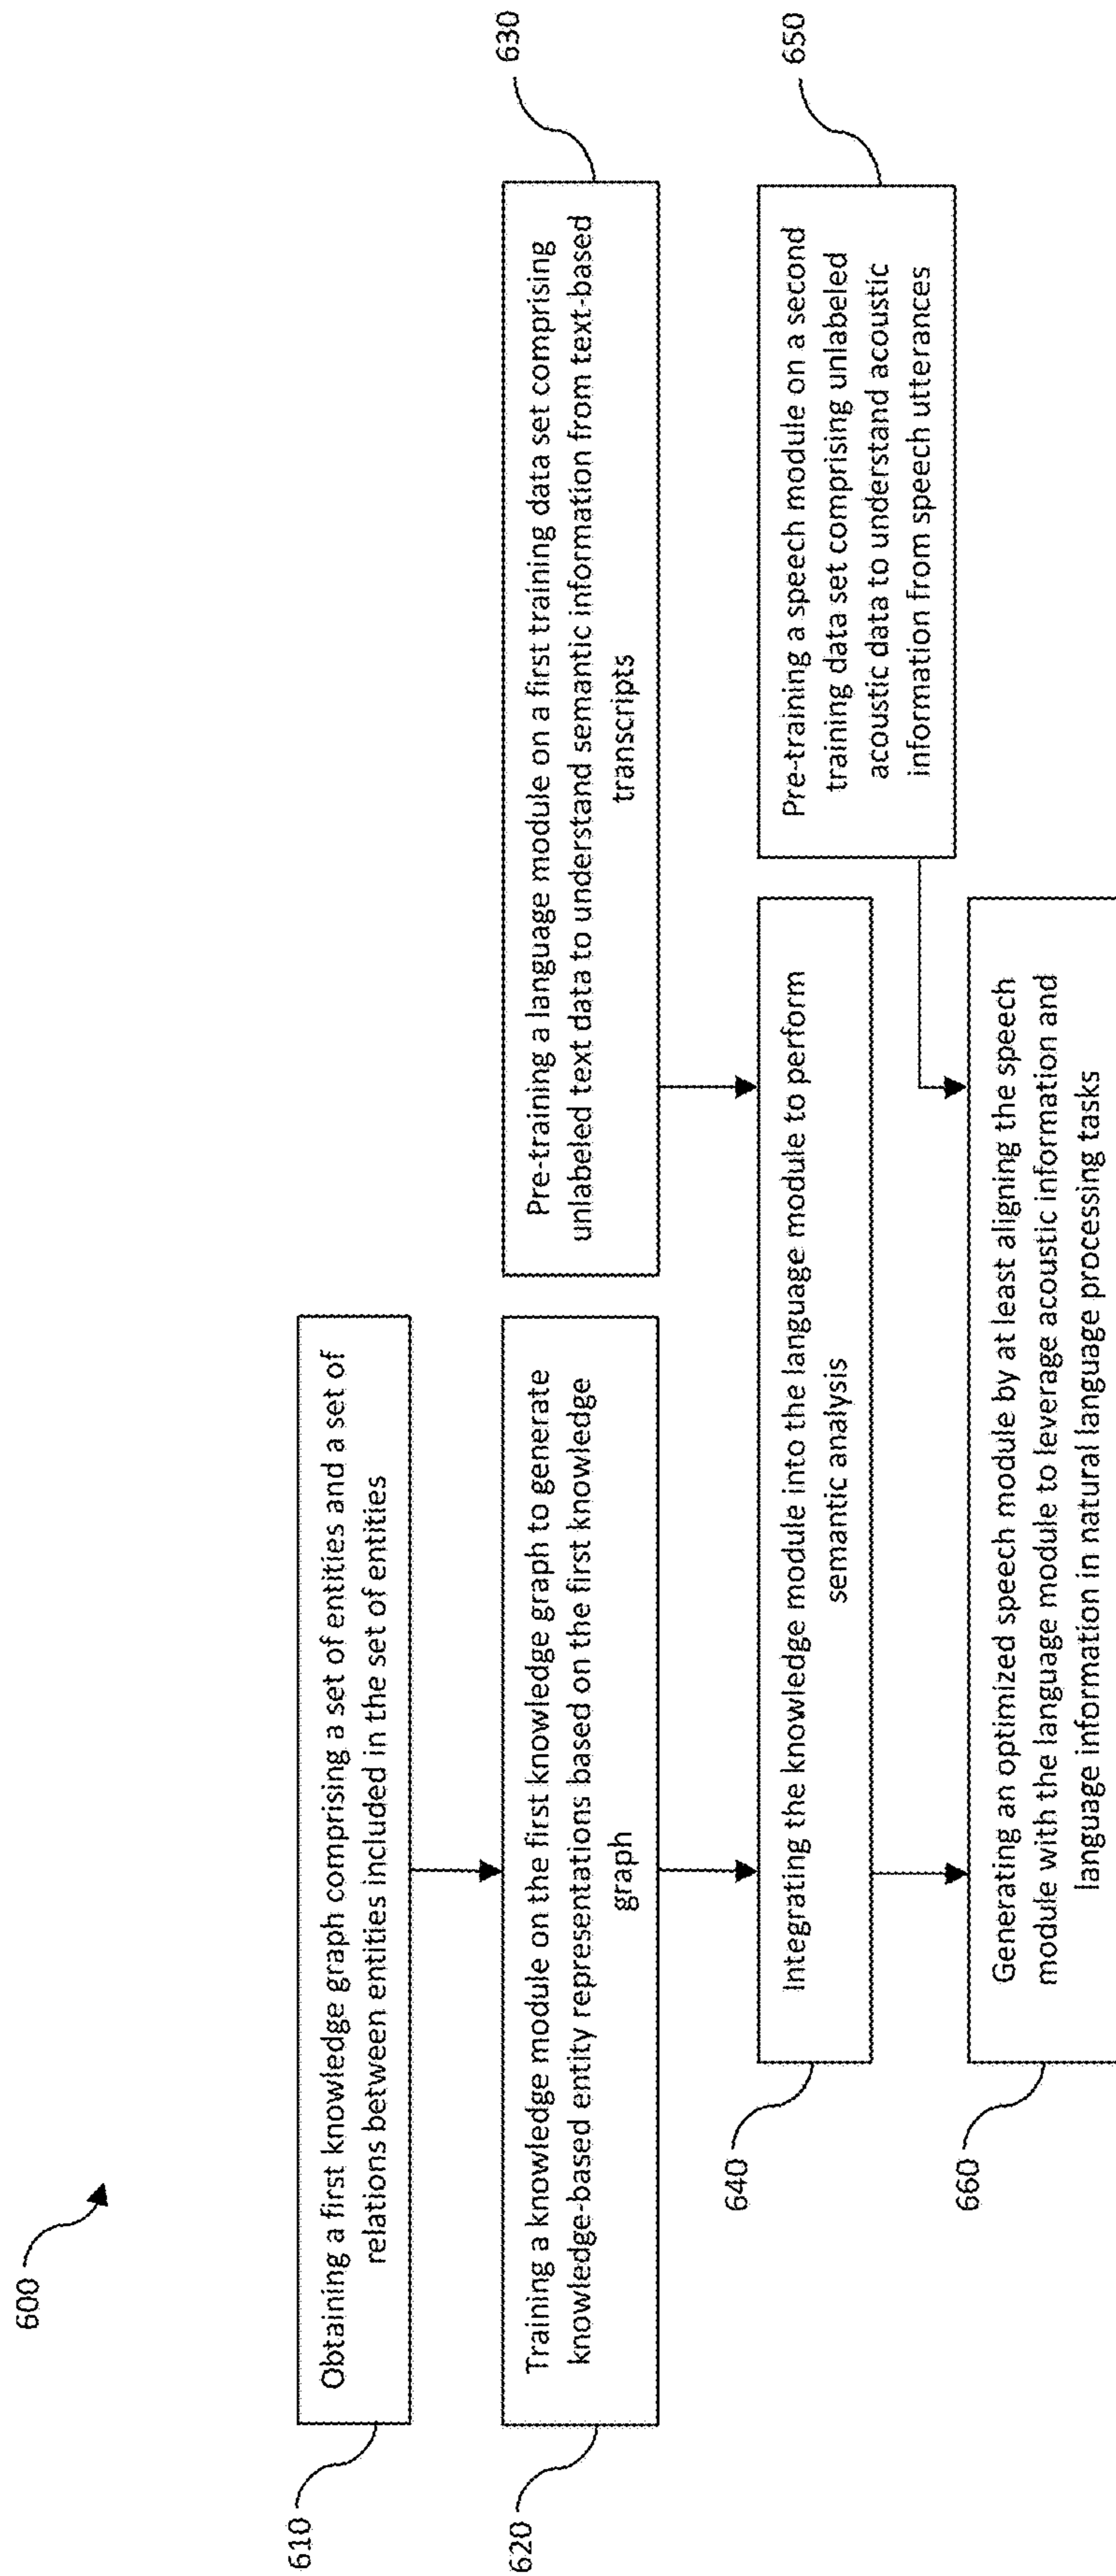 600
610
Obtaining a first knowledge graph comprising a set of entities and a set of
relations between entities included in the set of entities
620
Training a knowledge module on the first knowledge graph to generate
knowledge-based entity representations based on the first knowledge
graph
630
Pre-training a language module on a first training data set comprising
unlabeled text data to understand semantic information from text-based
transcripts
640
Integrating the knowledge module into the language module to perform
semantic analysis
650
Pre-training a speech module on a second
training data set comprising unlabeled
acoustic data to understand acoustic
information from speech utterances
660
Generating an optimized speech module by at least aligning the speech
module with the language module to leverage acoustic information and
language information in natural language processing tasks